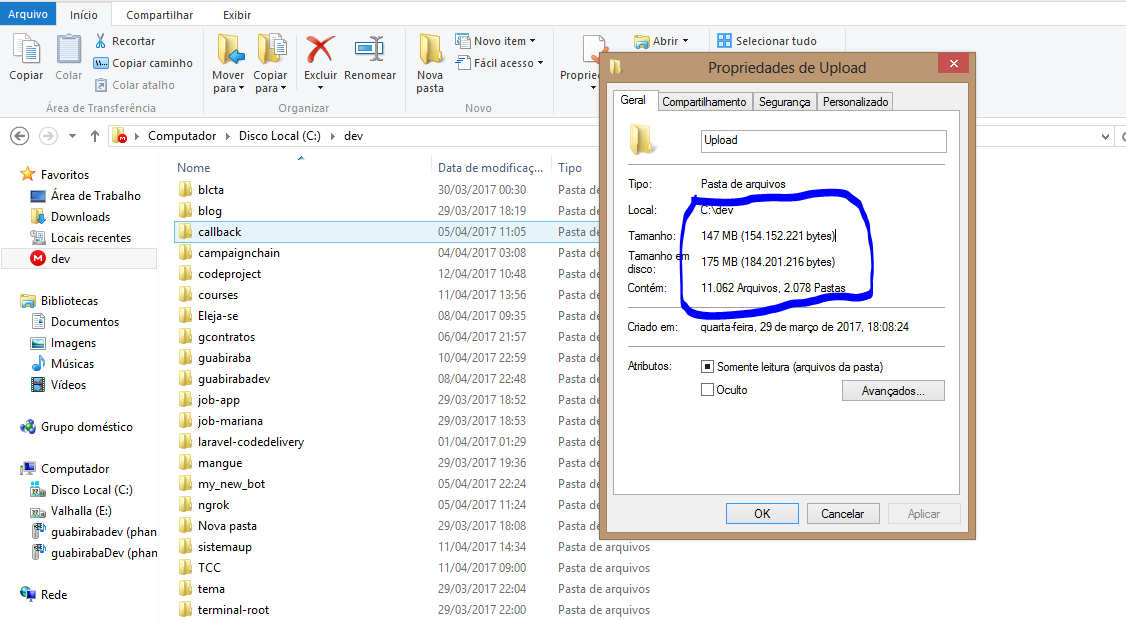 Arquivo Início Compartilhar Exibir
Copiar
Colar
Recortar
Copiar caminho
Colar atalho
Área de Transferência
Mover para
Copiar para
Excluir
Renomear
Organizar
Nova pasta
Novo item
Fácil acesso
Novo
Proprie
Abrir
Selecionar tudo
Computador Disco Local (C:) dev
Favoritos
Área de Trabalho
Downloads
Locais recentes
dev
Bibliotecas
Documentos
Imagens
Músicas
Vídeos
Grupo doméstico
Computador
Disco Local (C:)
Valhalla (E:)
guabirabadev (phan
guabirabaDev (phan
Rede
Nome Data de modificaç... Tipo
blcta 30/03/2017 00:30 Pasta de
blog 29/03/2017 18:19 Pasta de
callback 05/04/2017 11:05 Pasta de
campaignchain 04/04/2017 03:08 Pasta de
codeproject 12/04/2017 10:48 Pasta de
courses 11/04/2017 13:56 Pasta de
Eleja-se 08/04/2017 09:35 Pasta de
gcontratos 06/04/2017 21:57 Pasta de
guabiraba 10/04/2017 22:59 Pasta de
guabirabadev 08/04/2017 22:48 Pasta de
job-app 29/03/2017 18:52 Pasta de
job-mariana 29/03/2017 18:53 Pasta de
laravel-codedelivery 01/04/2017 01:29 Pasta de
mangue 29/03/2017 19:36 Pasta de
my_new_bot 05/04/2017 22:24 Pasta de
ngrok 05/04/2017 11:24 Pasta de
Nova pasta 29/03/2017 18:08 Pasta de
sistemaup 11/04/2017 14:34 Pasta de arquivos
TCC 11/04/2017 09:00 Pasta de arquivos
tema 29/03/2017 22:04 Pasta de arquivos
terminal-root 29/03/2017 22:00 Pasta de arquivos
Propriedades de Upload
Geral Compartilhamento Segurança Personalizado
Upload
Tipo: Pasta de arquivos
Local: C:\dev
Tamanho: 147 MB (154.152.221 bytes)
Tamanho em disco: 175 MB (184.201.216 bytes)
Contém: 11.062 Arquivos, 2.078 Pastas
Criado em: quarta-feira, 29 de março de 2017, 18:08:24
Atributos: Somente leitura (arquivos da pasta)
Oculto
Avançados...
OK Cancelar Aplicar